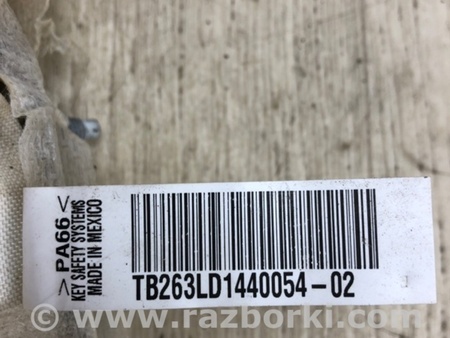 >PA66<
KEY SAFETY SYSTEMS
MADE IN MEXICO
TB263LD1440054-02
www.razborki.com